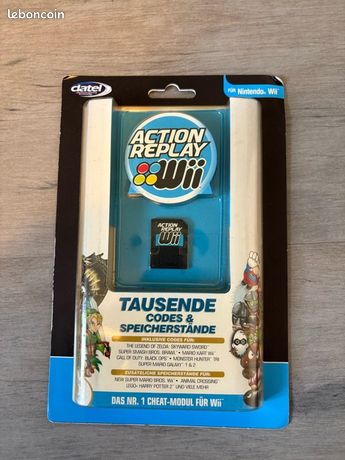 leboncoin
datel
FÜR Nintendo Wii
ACTION
REPLAY
Wii
ACTION
REPLAY
Wii
TAUSENDE
CODES &
SPEICHERSTÄNDE
INKLUSIVE CODES FÜR:
THE LEGEND OF ZELDA: SKYWARD SWORD
SUPER SMASH BROS. BRAWL • MARIO KART Wii
CALL OF DUTY: BLACK OPS • MONSTER HUNTER TRI
SUPER MARIO GALAXY 1 & 2
ZUSÄTZLICHE SPEICHERSTÄNDE FÜR:
NEW SUPER MARIO BROS. Wii • ANIMAL CROSSING
LEGO HARRY POTTER 2 UND VIELE MEHR
DAS NR. 1 CHEAT-MODUL FÜR Wii